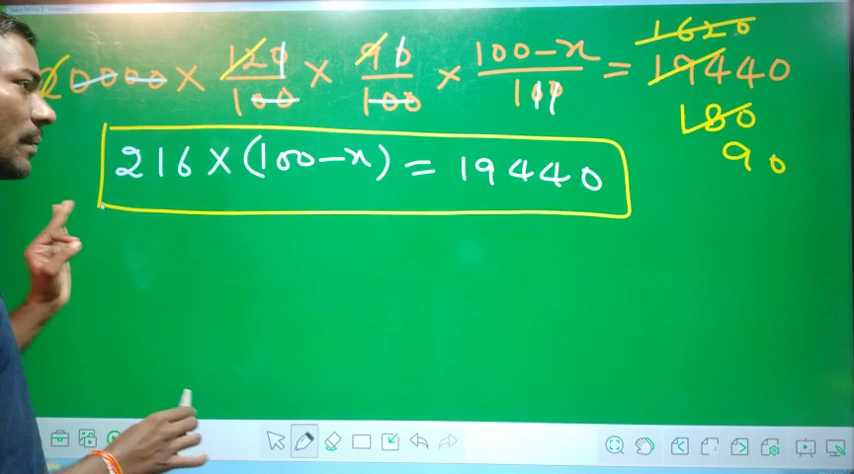 1620
20000 × 120/100 × 90/100 × 100-x/100 = 19440
180
216 × (100-x) = 19440
90